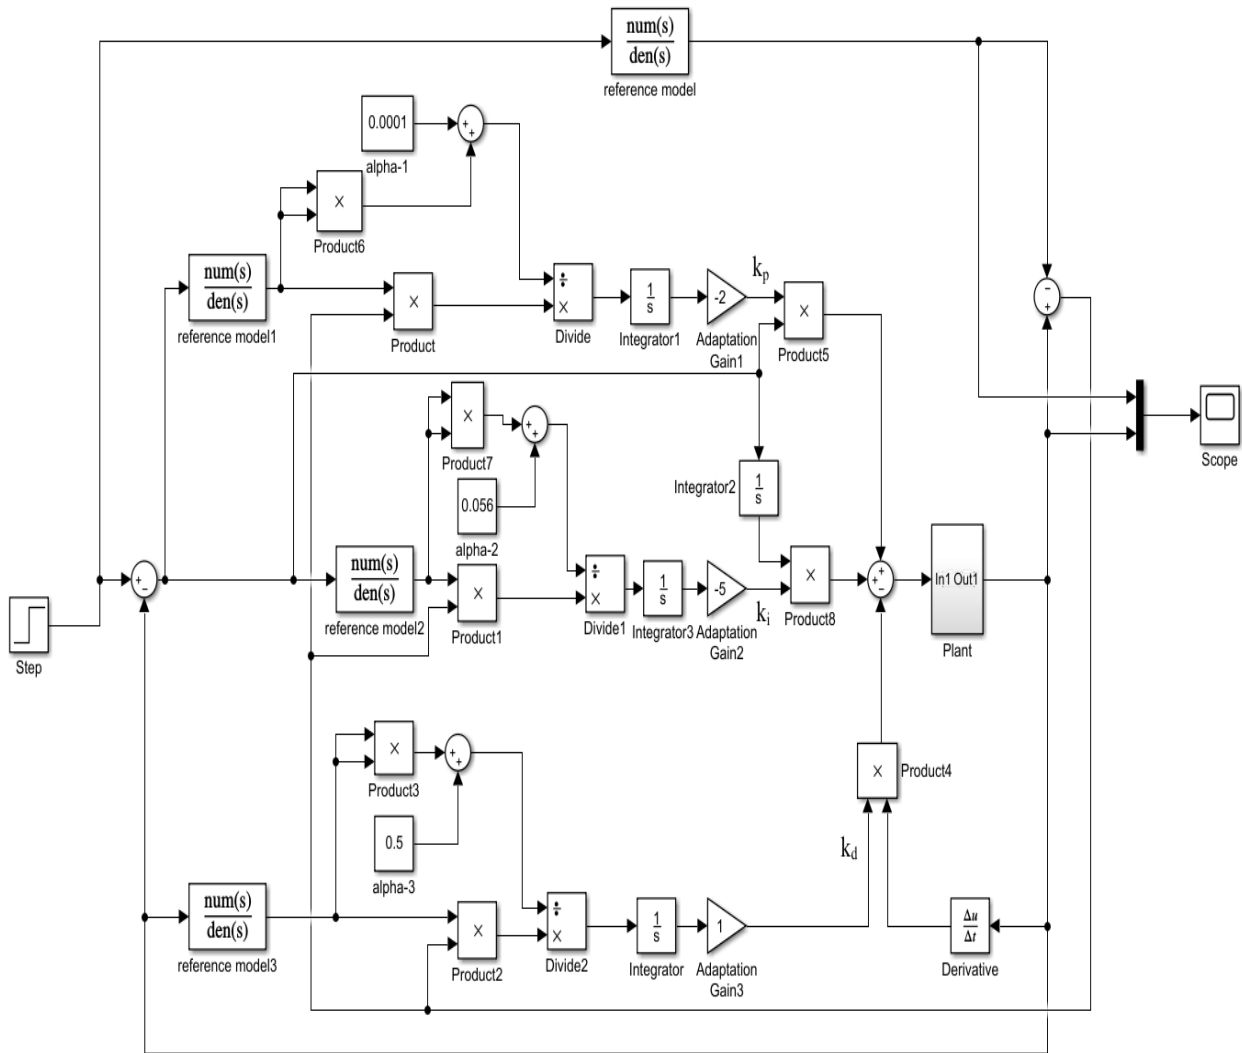 num(s)
den(s)
reference model
0.0001
alpha-1
+
+
×
Product6
num(s)
den(s)
reference model1
×
Product
÷
×
Divide
1
s
Integrator1
-2
Adaptation
Gain1
kp
×
Product5
−
+
×
Product7
+
+
0.056
alpha-2
Integrator2
1
s
Scope
+
−
num(s)
den(s)
reference model2
×
Product1
÷
×
Divide1
1
s
Integrator3
-5
Adaptation
Gain2
ki
×
Product8
+
+
−
In1 Out1
Plant
Step
×
Product3
+
+
0.5
alpha-3
×
Product4
kd
num(s)
den(s)
reference model3
×
Product2
÷
×
Divide2
1
s
Integrator
1
Adaptation
Gain3
Δu
Δt
Derivative